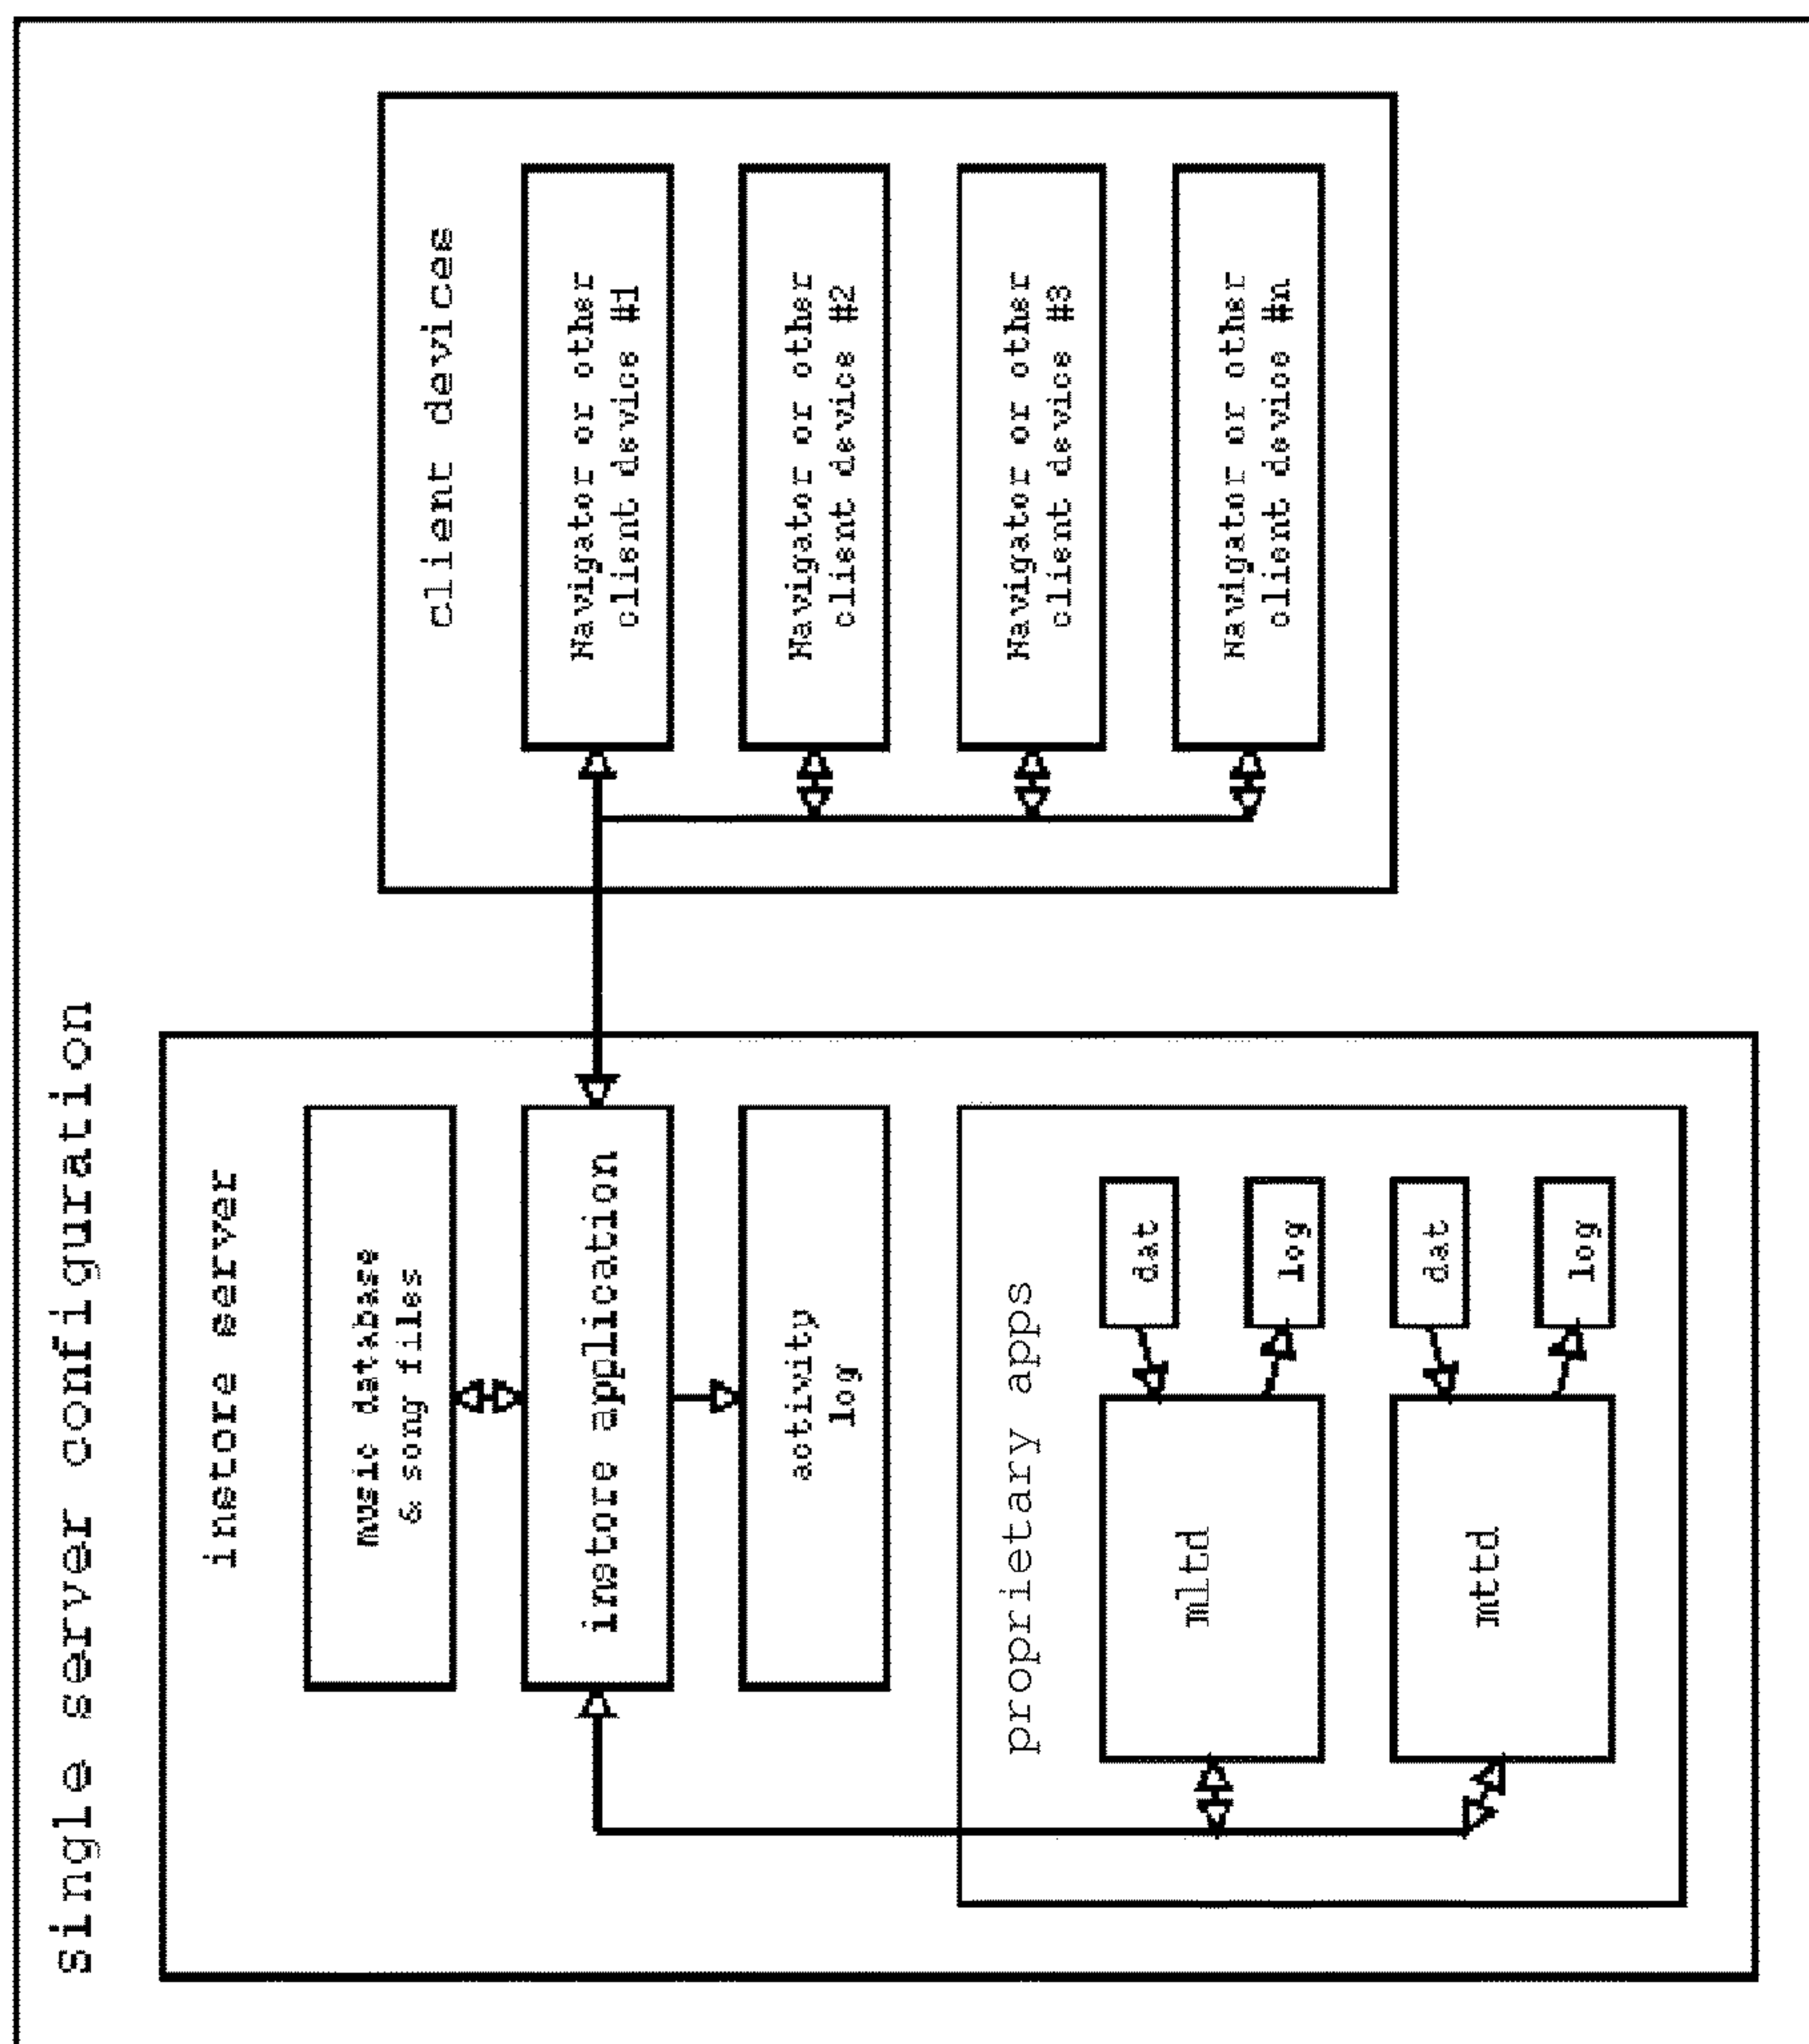 single server configuration
instore server
music database
& song files
instore application
activity
log
proprietary apps
mltd
dat
log
mttd
dat
log
client devices
Navigator or other
client device #1
Navigator or other
client device #2
Navigator or other
client device #3
Navigator or other
client device #n